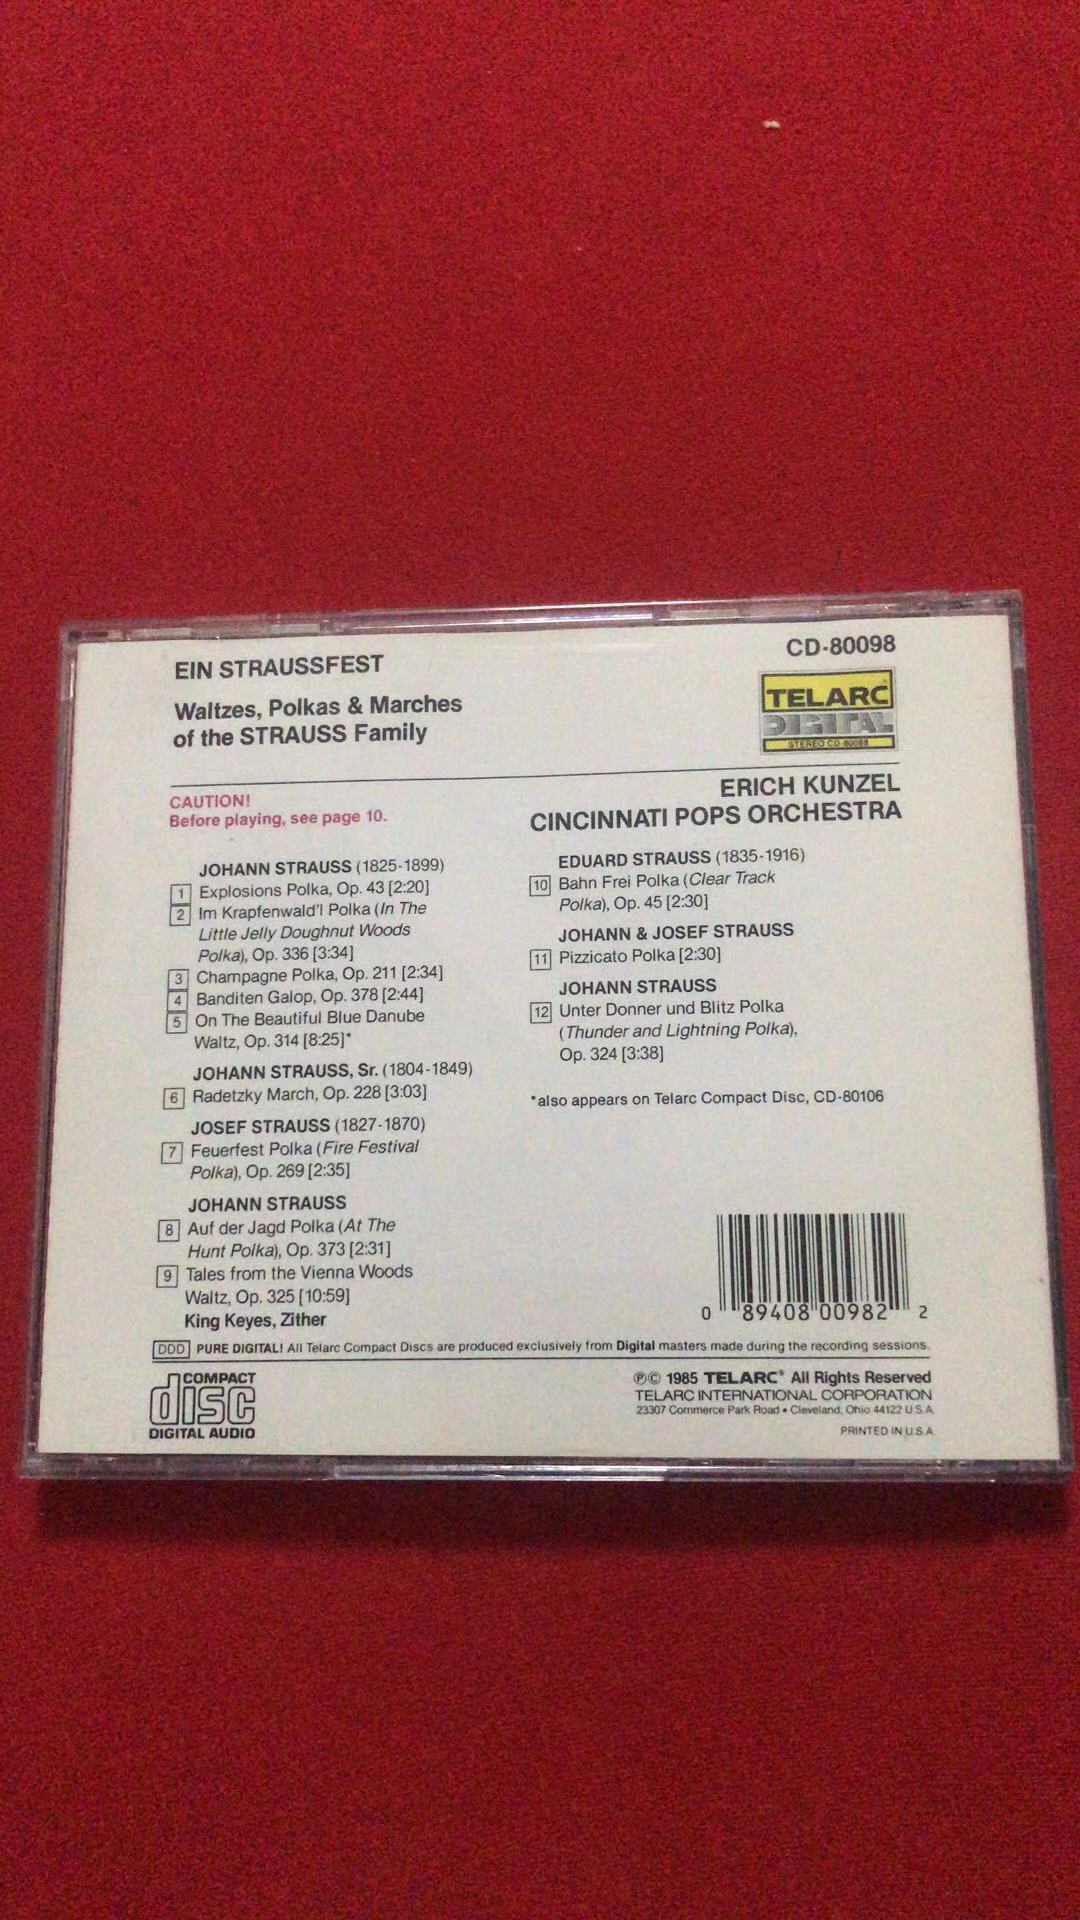 EIN STRAUSSFEST
Waltzes, Polkas & Marches
of the STRAUSS Family
CD-80098
TELARC®
DIGITAL
STEREO CD-80098
ERICH KUNZEL
CINCINNATI POPS ORCHESTRA
CAUTION!
Before playing, see page 10.
JOHANN STRAUSS (1825-1899)
1 Explosions Polka, Op. 43 [2:20]
2 Im Krapfenwald'l Polka (In The
Little Jelly Doughnut Woods
Polka), Op. 336 [3:34]
3 Champagne Polka, Op. 211 [2:34]
4 Banditen Galop, Op. 378 [2:44]
5 On The Beautiful Blue Danube
Waltz, Op. 314 [8:25]*
JOHANN STRAUSS, Sr. (1804-1849)
6 Radetzky March, Op. 228 [3:03]
JOSEF STRAUSS (1827-1870)
7 Feuerfest Polka (Fire Festival
Polka), Op. 269 [2:35]
JOHANN STRAUSS
8 Auf der Jagd Polka (At The
Hunt Polka), Op. 373 [2:31]
9 Tales from the Vienna Woods
Waltz, Op. 325 [10:59]
King Keyes, Zither
EDUARD STRAUSS (1835-1916)
10 Bahn Frei Polka (Clear Track
Polka), Op. 45 [2:30]
JOHANN & JOSEF STRAUSS
11 Pizzicato Polka [2:30]
JOHANN STRAUSS
12 Unter Donner und Blitz Polka
(Thunder and Lightning Polka),
Op. 324 [3:38]
*also appears on Telarc Compact Disc, CD-80106
0 89408 00982 2
DDD PURE DIGITAL! All Telarc Compact Discs are produced exclusively from Digital masters made during the recording sessions.
COMPACT
disc
DIGITAL AUDIO
℗© 1985 TELARC® All Rights Reserved
TELARC INTERNATIONAL CORPORATION
23307 Commerce Park Road • Cleveland, Ohio 44122 U.S.A.
PRINTED IN U.S.A.